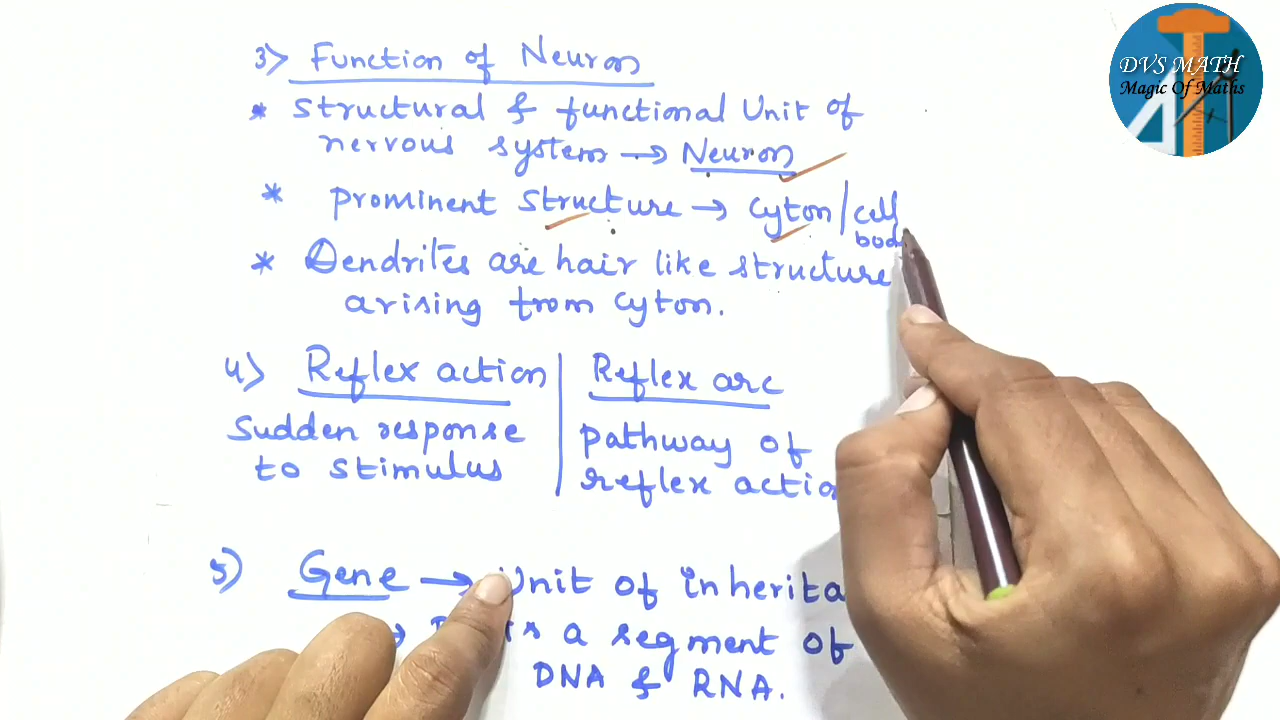 3) Function of Neuron
* Structural & functional Unit of
nervous system → Neuron
* Prominent Structure → Cyton / cell
* Dendrites are hair like structure
arising from cyton.
4) Reflex action | Reflex arc
Sudden response
to stimulus
pathway of
reflex action
5) Gene → Unit of
is a segment of
DNA & RNA.
DVS MATH
Magic Of Maths